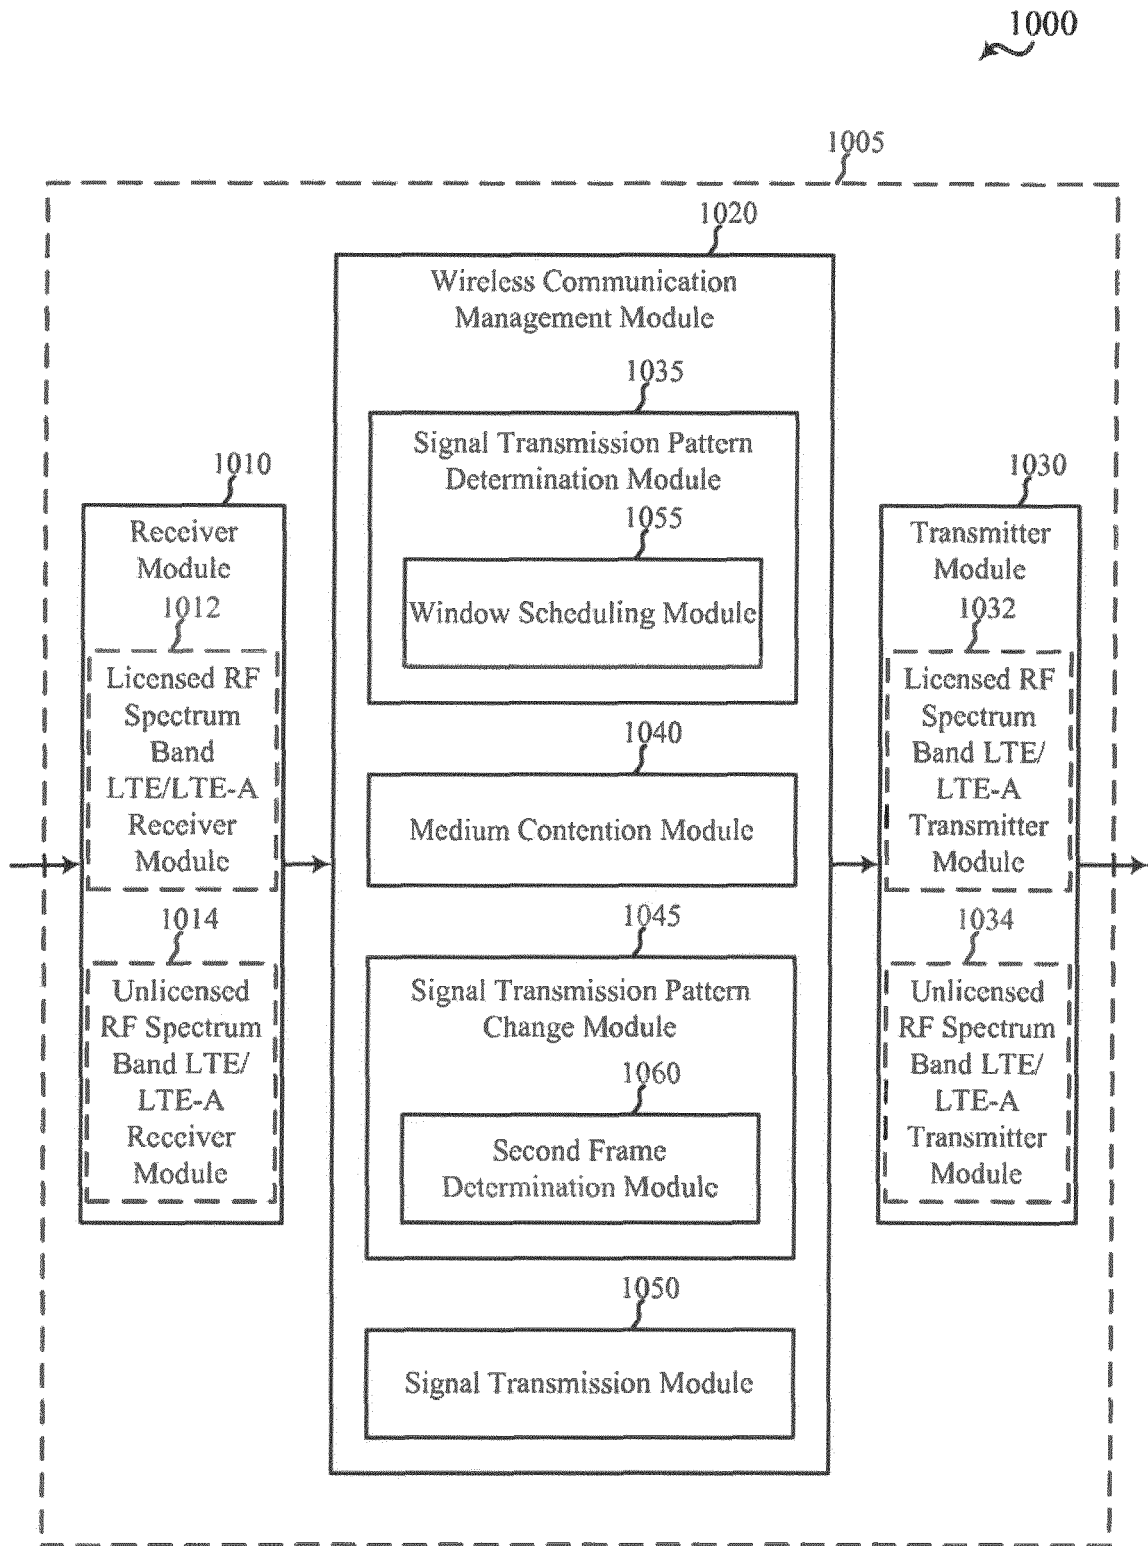 1000
1005
1020
Wireless Communication
Management Module
1035
Signal Transmission Pattern
Determination Module
1055
Window Scheduling Module
1040
Medium Contention Module
1045
Signal Transmission Pattern
Change Module
1060
Second Frame
Determination Module
1050
Signal Transmission Module
1010
Receiver
Module
1012
Licensed RF
Spectrum
Band
LTE/LTE-A
Receiver
Module
1014
Unlicensed
RF Spectrum
Band LTE/
LTE-A
Receiver
Module
1030
Transmitter
Module
1032
Licensed RF
Spectrum
Band LTE/
LTE-A
Transmitter
Module
1034
Unlicensed
RF Spectrum
Band LTE/
LTE-A
Transmitter
Module